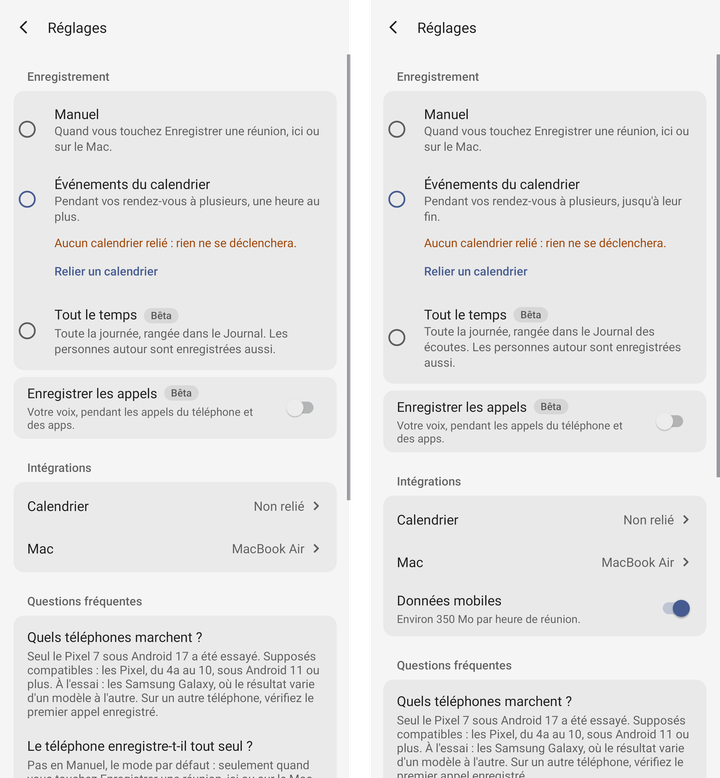 Réglages
Enregistrement
Manuel
Quand vous touchez Enregistrer une réunion, ici ou
sur le Mac.
Événements du calendrier
Pendant vos rendez-vous à plusieurs, une heure au
plus.
Aucun calendrier relié : rien ne se déclenchera.
Relier un calendrier
Tout le temps Bêta
Toute la journée, rangée dans le Journal. Les
personnes autour sont enregistrées aussi.
Enregistrer les appels Bêta
Votre voix, pendant les appels du téléphone et
des apps.
Intégrations
Calendrier Non relié
Mac MacBook Air
Questions fréquentes
Quels téléphones marchent ?
Seul le Pixel 7 sous Android 17 a été essayé. Supposés
compatibles : les Pixel, du 4a au 10, sous Android 11 ou
plus. À l'essai : les Samsung Galaxy, où le résultat varie
d'un modèle à l'autre. Sur un autre téléphone, vérifiez le
premier appel enregistré.
Le téléphone enregistre-t-il tout seul ?
Pas en Manuel, le mode par défaut : seulement quand
vous touchez Enregistrer une réunion, ici ou sur le Mac.
Réglages
Enregistrement
Manuel
Quand vous touchez Enregistrer une réunion, ici ou
sur le Mac.
Événements du calendrier
Pendant vos rendez-vous à plusieurs, jusqu'à leur
fin.
Aucun calendrier relié : rien ne se déclenchera.
Relier un calendrier
Tout le temps Bêta
Toute la journée, rangée dans le Journal des
écoutes. Les personnes autour sont enregistrées
aussi.
Enregistrer les appels Bêta
Votre voix, pendant les appels du téléphone et
des apps.
Intégrations
Calendrier Non relié
Mac MacBook Air
Données mobiles
Environ 350 Mo par heure de réunion.
Questions fréquentes
Quels téléphones marchent ?
Seul le Pixel 7 sous Android 17 a été essayé. Supposés
compatibles : les Pixel, du 4a au 10, sous Android 11 ou
plus. À l'essai : les Samsung Galaxy, où le résultat varie
d'un modèle à l'autre. Sur un autre téléphone, vérifiez le
premier appel enregistré.